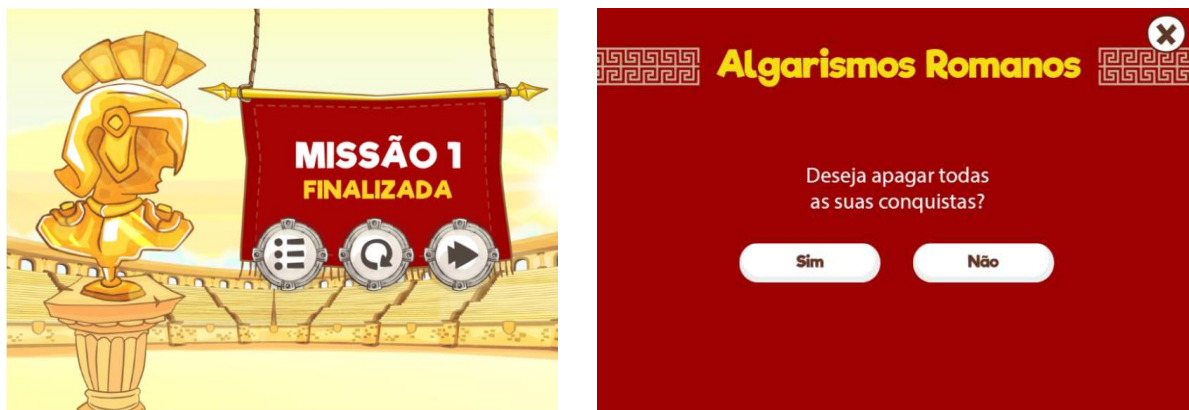 MISSÃO 1
FINALIZADA
Algarismos Romanos
Deseja apagar todas
as suas conquistas?
Sim
Não